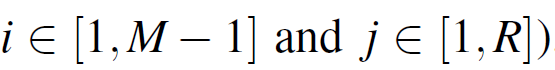 i ∈ [1, M − 1] and j ∈ [1, R])